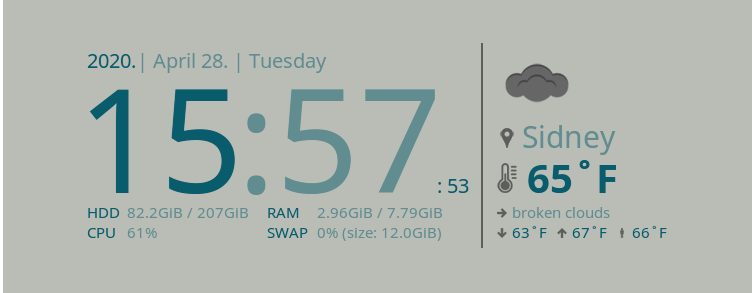 2020.| April 28. | Tuesday
15:57 : 53
HDD 82.2GiB / 207GiB RAM 2.96GiB / 7.79GiB
CPU 61% SWAP 0% (size: 12.0GiB)
Sidney
65°F
broken clouds
63°F 67°F 66°F